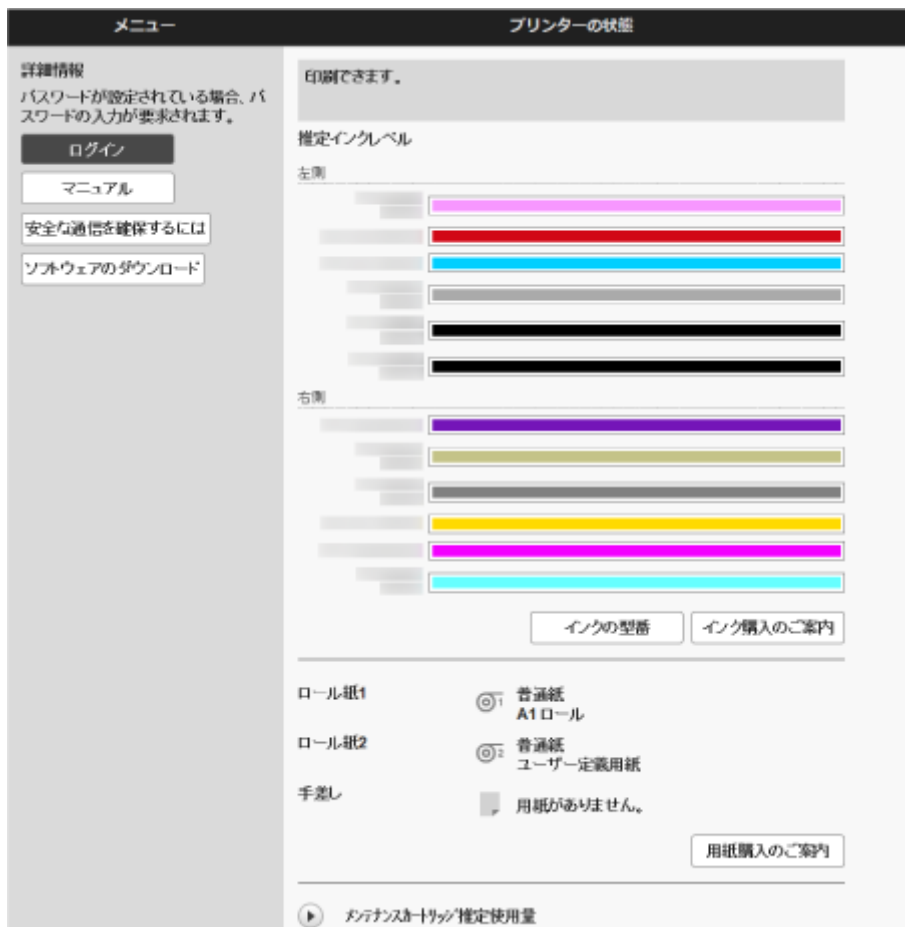 メニュー
プリンターの状態
詳細情報
パスワードが設定されている場合、パ
スワードの入力が要求されます。
ログイン
マニュアル
安全な通信を確保するには
ソフトウェアのダウンロード
印刷できます。
推定インクレベル
左側
右側
インクの型番
インク購入のご案内
ロール紙1
1
普通紙
A1 ロール
ロール紙2
2
普通紙
ユーザー定義用紙
手差し
用紙がありません。
用紙購入のご案内
メンテナンスカートリッジ推定使用量